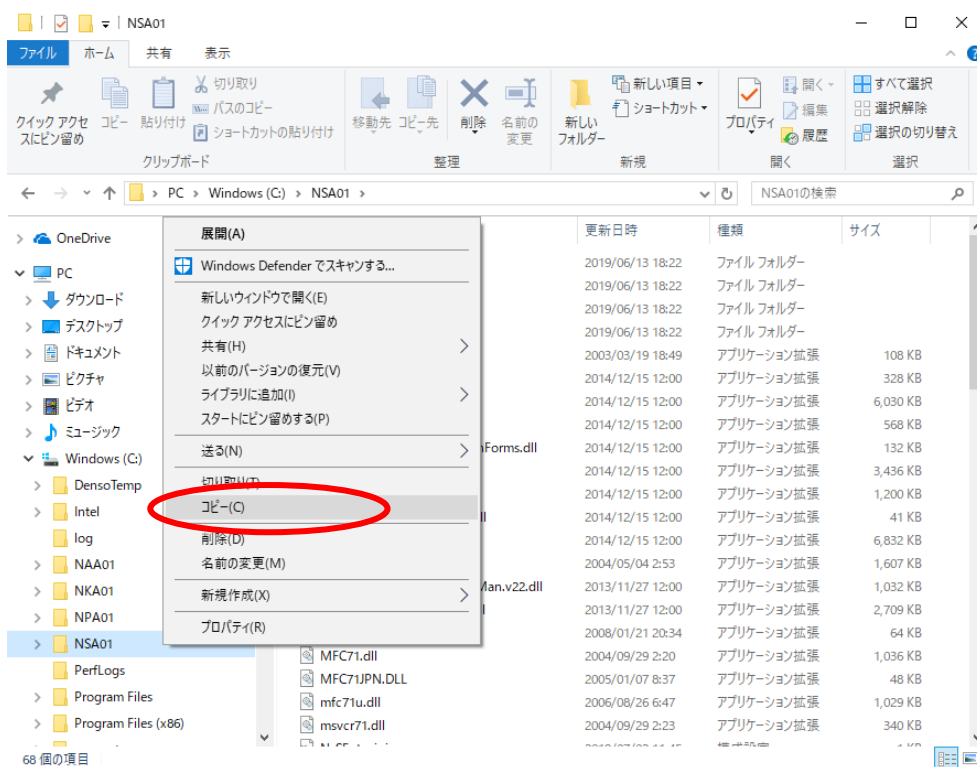 NSA01
ファイル ホーム 共有 表示
クイック アクセスにピン留め
コピー
貼り付け
切り取り
パスのコピー
ショートカットの貼り付け
クリップボード
移動先
コピー先
削除
名前の変更
整理
新しいフォルダー
新しい項目
ショートカット
新規
プロパティ
開く
編集
履歴
開く
すべて選択
選択解除
選択の切り替え
選択
PC > Windows (C:) > NSA01 >
NSA01の検索
OneDrive
PC
ダウンロード
デスクトップ
ドキュメント
ピクチャ
ビデオ
ミュージック
Windows (C:)
DensoTemp
Intel
log
NAA01
NKA01
NPA01
NSA01
PerfLogs
Program Files
Program Files (x86)
展開(A)
Windows Defender でスキャンする...
新しいウィンドウで開く(E)
クイック アクセスにピン留め
共有(H)
以前のバージョンの復元(V)
ライブラリに追加(I)
スタートにピン留めする(P)
送る(N)
切り取り(T)
コピー(C)
削除(D)
名前の変更(M)
新規作成(X)
プロパティ(R)
更新日時 種類 サイズ
2019/06/13 18:22 ファイル フォルダー
2019/06/13 18:22 ファイル フォルダー
2019/06/13 18:22 ファイル フォルダー
2019/06/13 18:22 ファイル フォルダー
2003/03/19 18:49 アプリケーション拡張 108 KB
2014/12/15 12:00 アプリケーション拡張 328 KB
2014/12/15 12:00 アプリケーション拡張 6,030 KB
2014/12/15 12:00 アプリケーション拡張 568 KB
nForms.dll 2014/12/15 12:00 アプリケーション拡張 132 KB
2014/12/15 12:00 アプリケーション拡張 3,436 KB
2014/12/15 12:00 アプリケーション拡張 1,200 KB
2014/12/15 12:00 アプリケーション拡張 41 KB
2014/12/15 12:00 アプリケーション拡張 6,832 KB
2004/05/04 2:53 アプリケーション拡張 1,607 KB
Man.v22.dll 2013/11/27 12:00 アプリケーション拡張 1,032 KB
2013/11/27 12:00 アプリケーション拡張 2,709 KB
2008/01/21 20:34 アプリケーション拡張 64 KB
MFC71.dll 2004/09/29 2:20 アプリケーション拡張 1,036 KB
MFC71JPN.DLL 2005/01/07 8:37 アプリケーション拡張 48 KB
mfc71u.dll 2006/08/26 6:47 アプリケーション拡張 1,029 KB
msvcr71.dll 2004/09/29 2:23 アプリケーション拡張 340 KB
68 個の項目